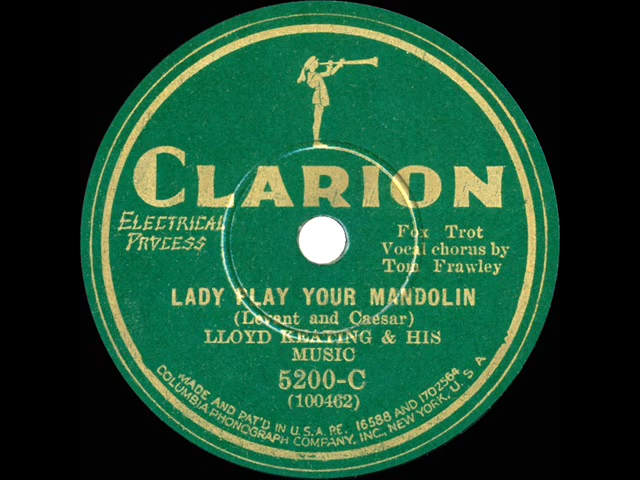 CLARION
ELECTRICAL
PROCESS
Fox Trot
Vocal chorus by
Tom Frawley
LADY PLAY YOUR MANDOLIN
(Levant and Caesar)
LLOYD KEATING & HIS
MUSIC
5200-C
(100462)
MADE AND PAT'D IN U.S.A. RE. 16588 AND 1702564
COLUMBIA PHONOGRAPH COMPANY, INC., NEW YORK, U.S.A